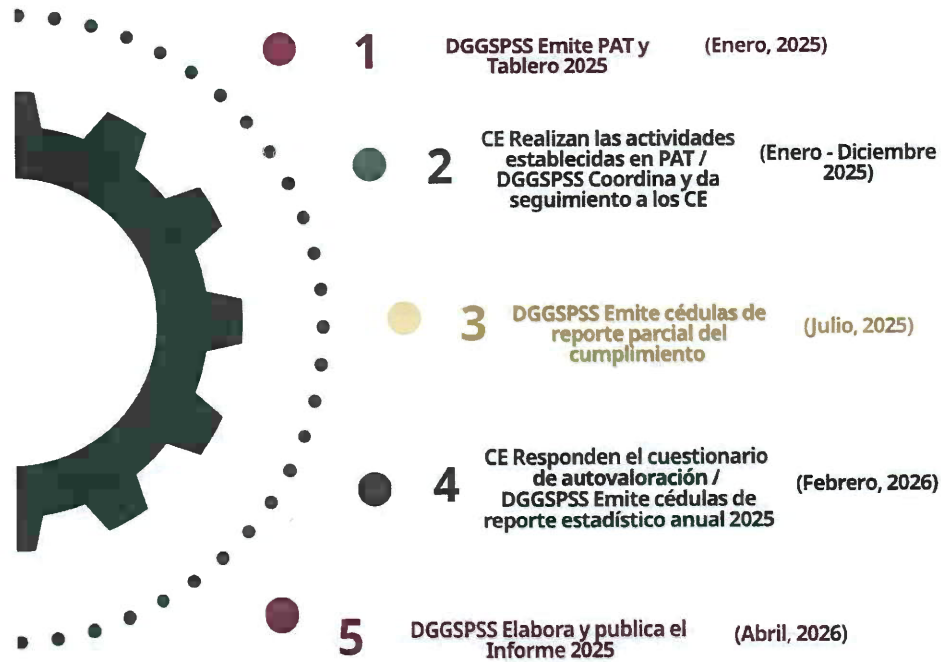 1
DGGSPSS Emite PAT y
Tablero 2025
(Enero, 2025)
2
CE Realizan las actividades
establecidas en PAT /
DGGSPSS Coordina y da
seguimiento a los CE
(Enero - Diciembre
2025)
3
DGGSPSS Emite cédulas de
reporte parcial del
cumplimiento
(Julio, 2025)
4
CE Responden el cuestionario
de autovaloración /
DGGSPSS Emite cédulas de
reporte estadístico anual 2025
(Febrero, 2026)
5
DGGSPSS Elabora y publica el
Informe 2025
(Abril, 2026)